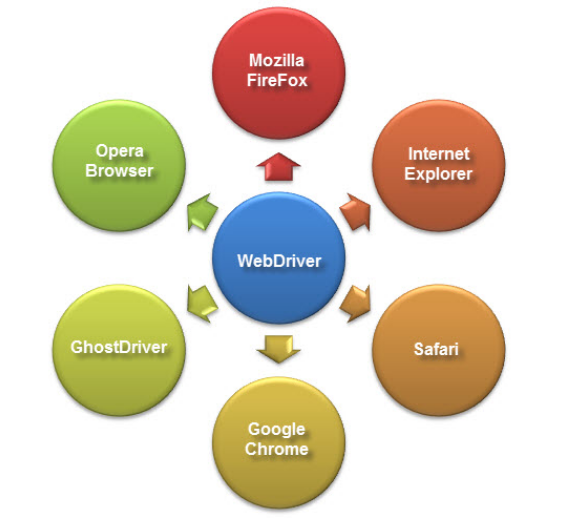 Mozilla
FireFox
Opera
Browser
Internet
Explorer
WebDriver
GhostDriver
Safari
Google
Chrome